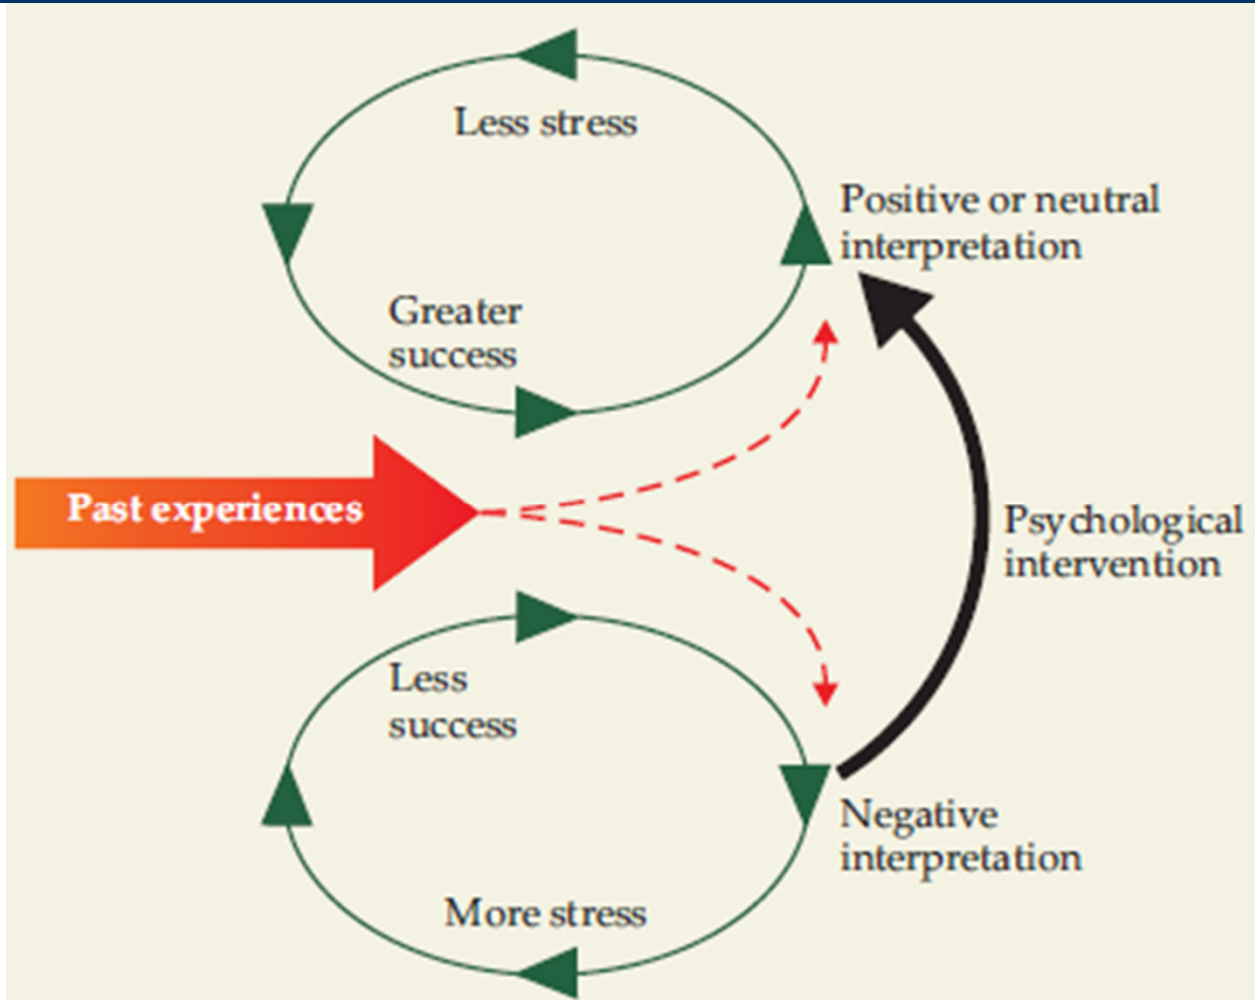 Less stress
Positive or neutral
interpretation
Greater
success
Past experiences
Psychological
intervention
Less
success
Negative
interpretation
More stress